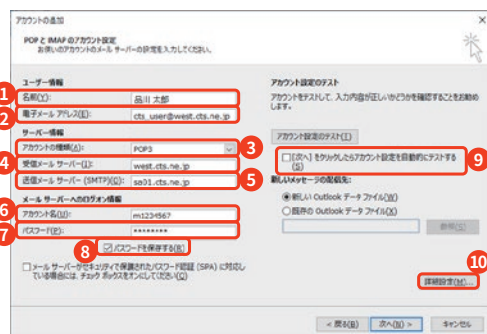 アカウントの追加
POP と IMAP のアカウント設定
お使いのアカウントのメール サーバーの設定を入力してください。
ユーザー情報
1 名前(Y): 品川 太郎
2 電子メール アドレス(E): cts_user@west.cts.ne.jp
サーバー情報
アカウントの種類(A): POP3 3
4 受信メール サーバー(I): west.cts.ne.jp
送信メール サーバー (SMTP)(O): sa01.cts.ne.jp 5
メール サーバーへのログオン情報
6 アカウント名(U): m1234567
7 パスワード(P): ********
8 パスワードを保存する(R)
メール サーバーがセキュリティで保護されたパスワード認証 (SPA) に対応し
ている場合には、チェック ボックスをオンにしてください(Q)
アカウント設定のテスト
アカウントをテストして、入力内容が正しいかどうかを確認することをお勧め
します。
アカウント設定のテスト(T)
[次へ] をクリックしたらアカウント設定を自動的にテストする
(S) 9
新しいメッセージの配信先:
新しい Outlook データ ファイル(W)
既存の Outlook データ ファイル(X)
参照(S)
10
詳細設定(M)...
< 戻る(B) 次へ(N) > キャンセル